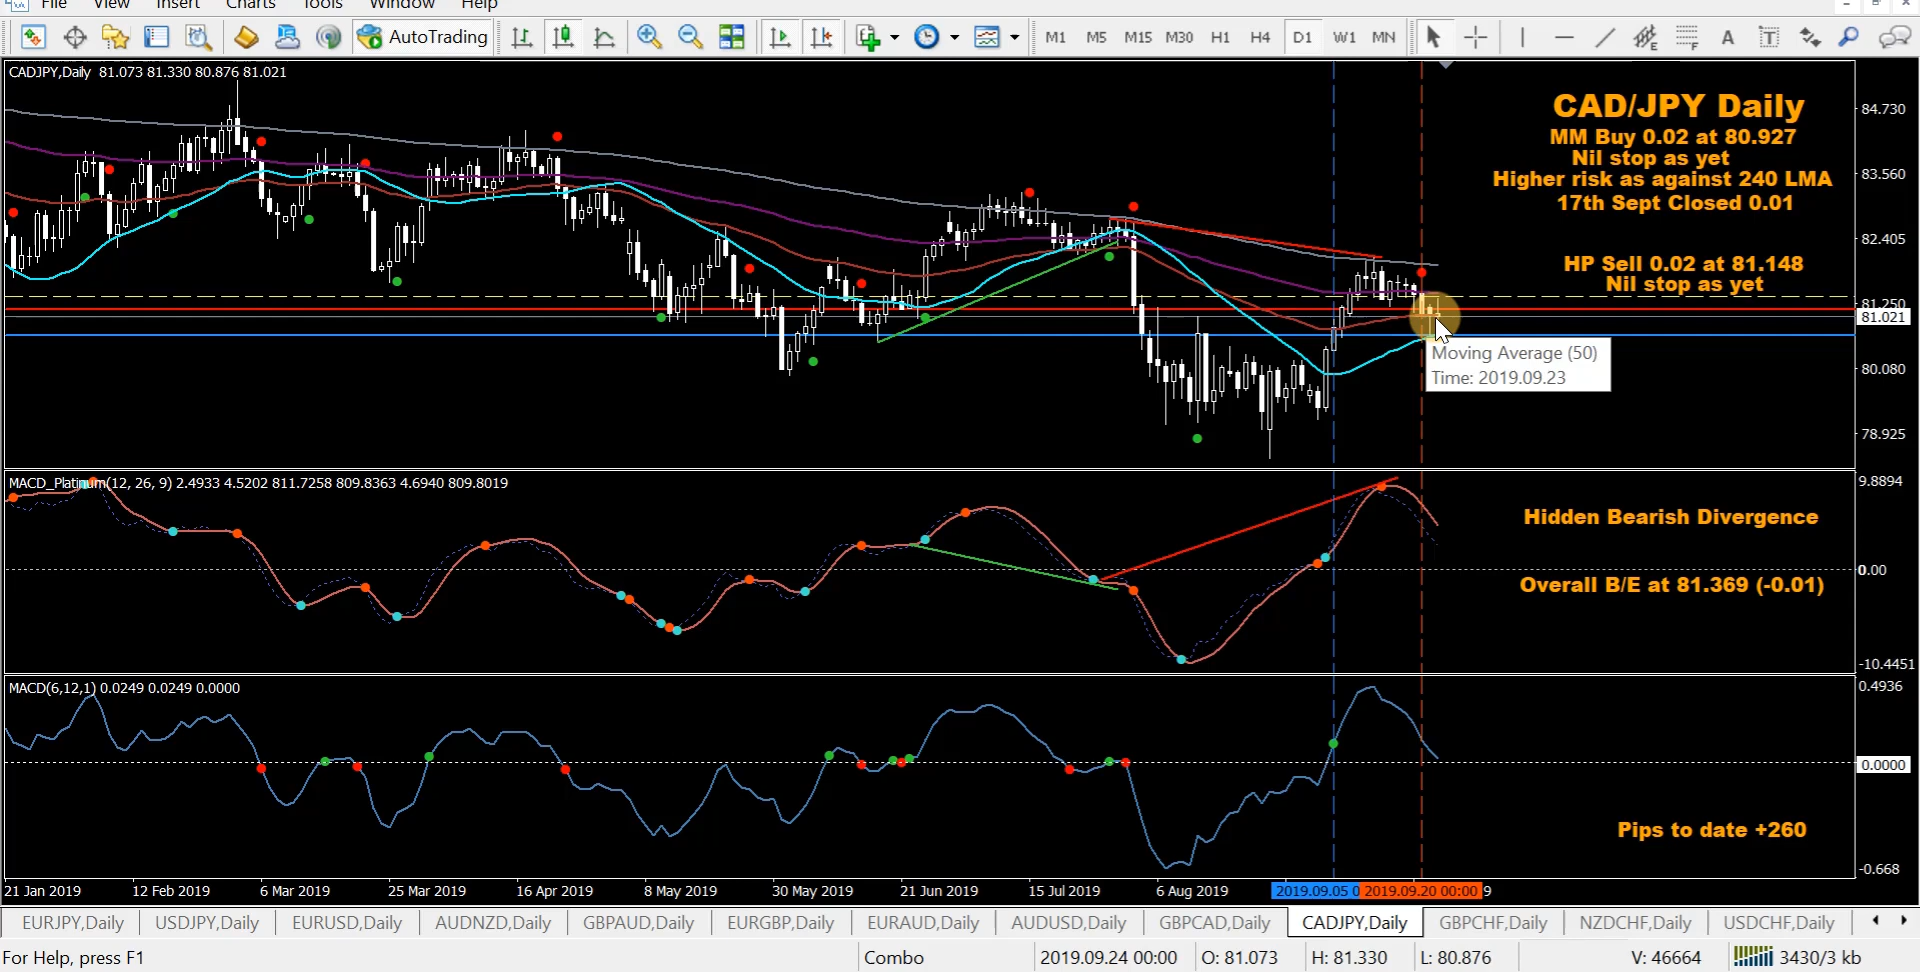 File View Insert Charts Tools Window Help
AutoTrading M1 M5 M15 M30 H1 H4 D1 W1 MN
CADJPY,Daily 81.073 81.330 80.876 81.021
CAD/JPY Daily
MM Buy 0.02 at 80.927
Nil stop as yet
Higher risk as against 240 LMA
17th Sept Closed 0.01
HP Sell 0.02 at 81.148
Nil stop as yet
84.730
83.560
82.405
81.250
81.021
80.080
78.925
Moving Average (50)
Time: 2019.09.23
MACD_Platinum(12, 26, 9) 2.4933 4.5202 811.7258 809.8363 4.6940 809.8019
9.8894
Hidden Bearish Divergence
0.00
Overall B/E at 81.369 (-0.01)
-10.4451
MACD(6,12,1) 0.0249 0.0249 0.0000
0.4936
0.0000
Pips to date +260
-0.668
21 Jan 2019 12 Feb 2019 6 Mar 2019 25 Mar 2019 16 Apr 2019 8 May 2019 30 May 2019 21 Jun 2019 15 Jul 2019 6 Aug 2019 2019.09.05 0 2019.09.20 00:00 9
EURJPY,Daily USDJPY,Daily EURUSD,Daily AUDNZD,Daily GBPAUD,Daily EURGBP,Daily EURAUD,Daily AUDUSD,Daily GBPCAD,Daily CADJPY,Daily GBPCHF,Daily NZDCHF,Daily USDCHF,Daily
For Help, press F1 Combo 2019.09.24 00:00 O: 81.073 H: 81.330 L: 80.876 V: 46664 3430/3 kb